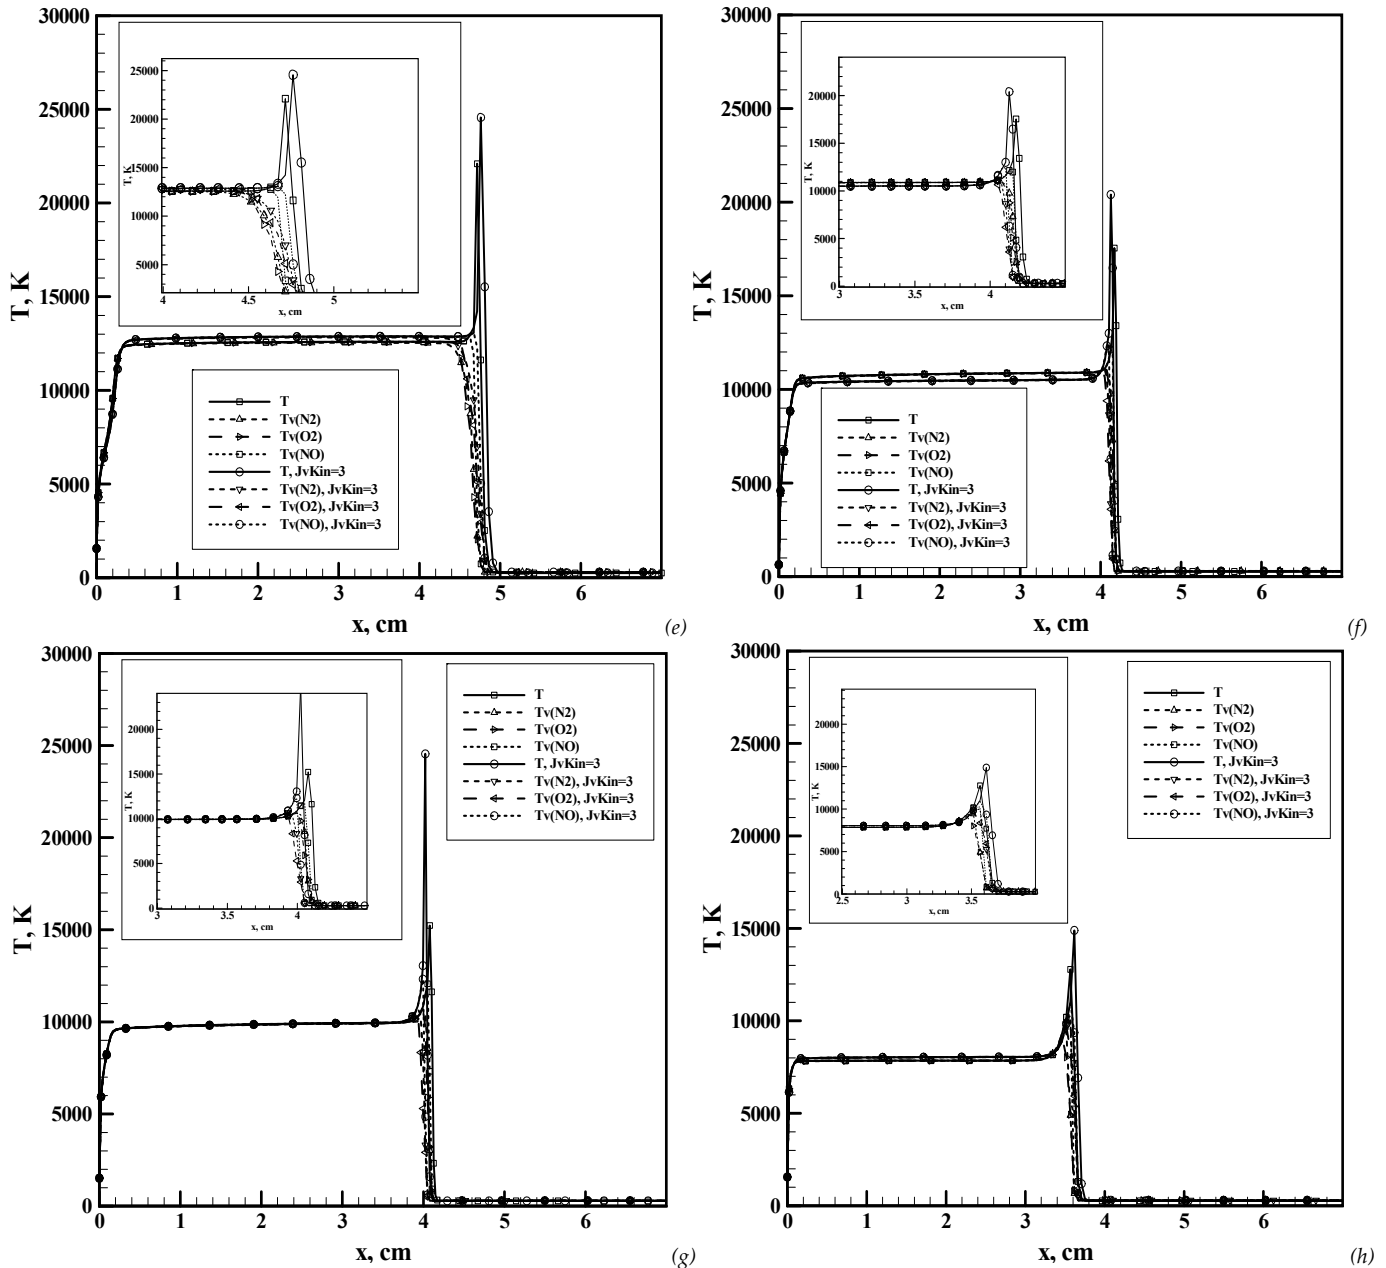 30000
25000
20000
15000
10000
5000
0
T, K
0 1 2 3 4 5 6
x, cm
(e)
25000
20000
15000
10000
5000
T, K
4 4.5 5
x, cm
T
Tv(N2)
Tv(O2)
Tv(NO)
T, JvKin=3
Tv(N2), JvKin=3
Tv(O2), JvKin=3
Tv(NO), JvKin=3
30000
25000
20000
15000
10000
5000
0
T, K
0 1 2 3 4 5 6
x, cm
(f)
20000
15000
10000
5000
0
T, K
3 3.5 4
x, cm
T
Tv(N2)
Tv(O2)
Tv(NO)
T, JvKin=3
Tv(N2), JvKin=3
Tv(O2), JvKin=3
Tv(NO), JvKin=3
30000
25000
20000
15000
10000
5000
0
T, K
0 1 2 3 4 5 6
x, cm
(g)
20000
15000
10000
5000
0
T, K
3 3.5 4
x, cm
T
Tv(N2)
Tv(O2)
Tv(NO)
T, JvKin=3
Tv(N2), JvKin=3
Tv(O2), JvKin=3
Tv(NO), JvKin=3
30000
25000
20000
15000
10000
5000
0
T, K
0 1 2 3 4 5 6
x, cm
(h)
20000
15000
10000
5000
0
T, K
2.5 3 3.5
x, cm
T
Tv(N2)
Tv(O2)
Tv(NO)
T, JvKin=3
Tv(N2), JvKin=3
Tv(O2), JvKin=3
Tv(NO), JvKin=3